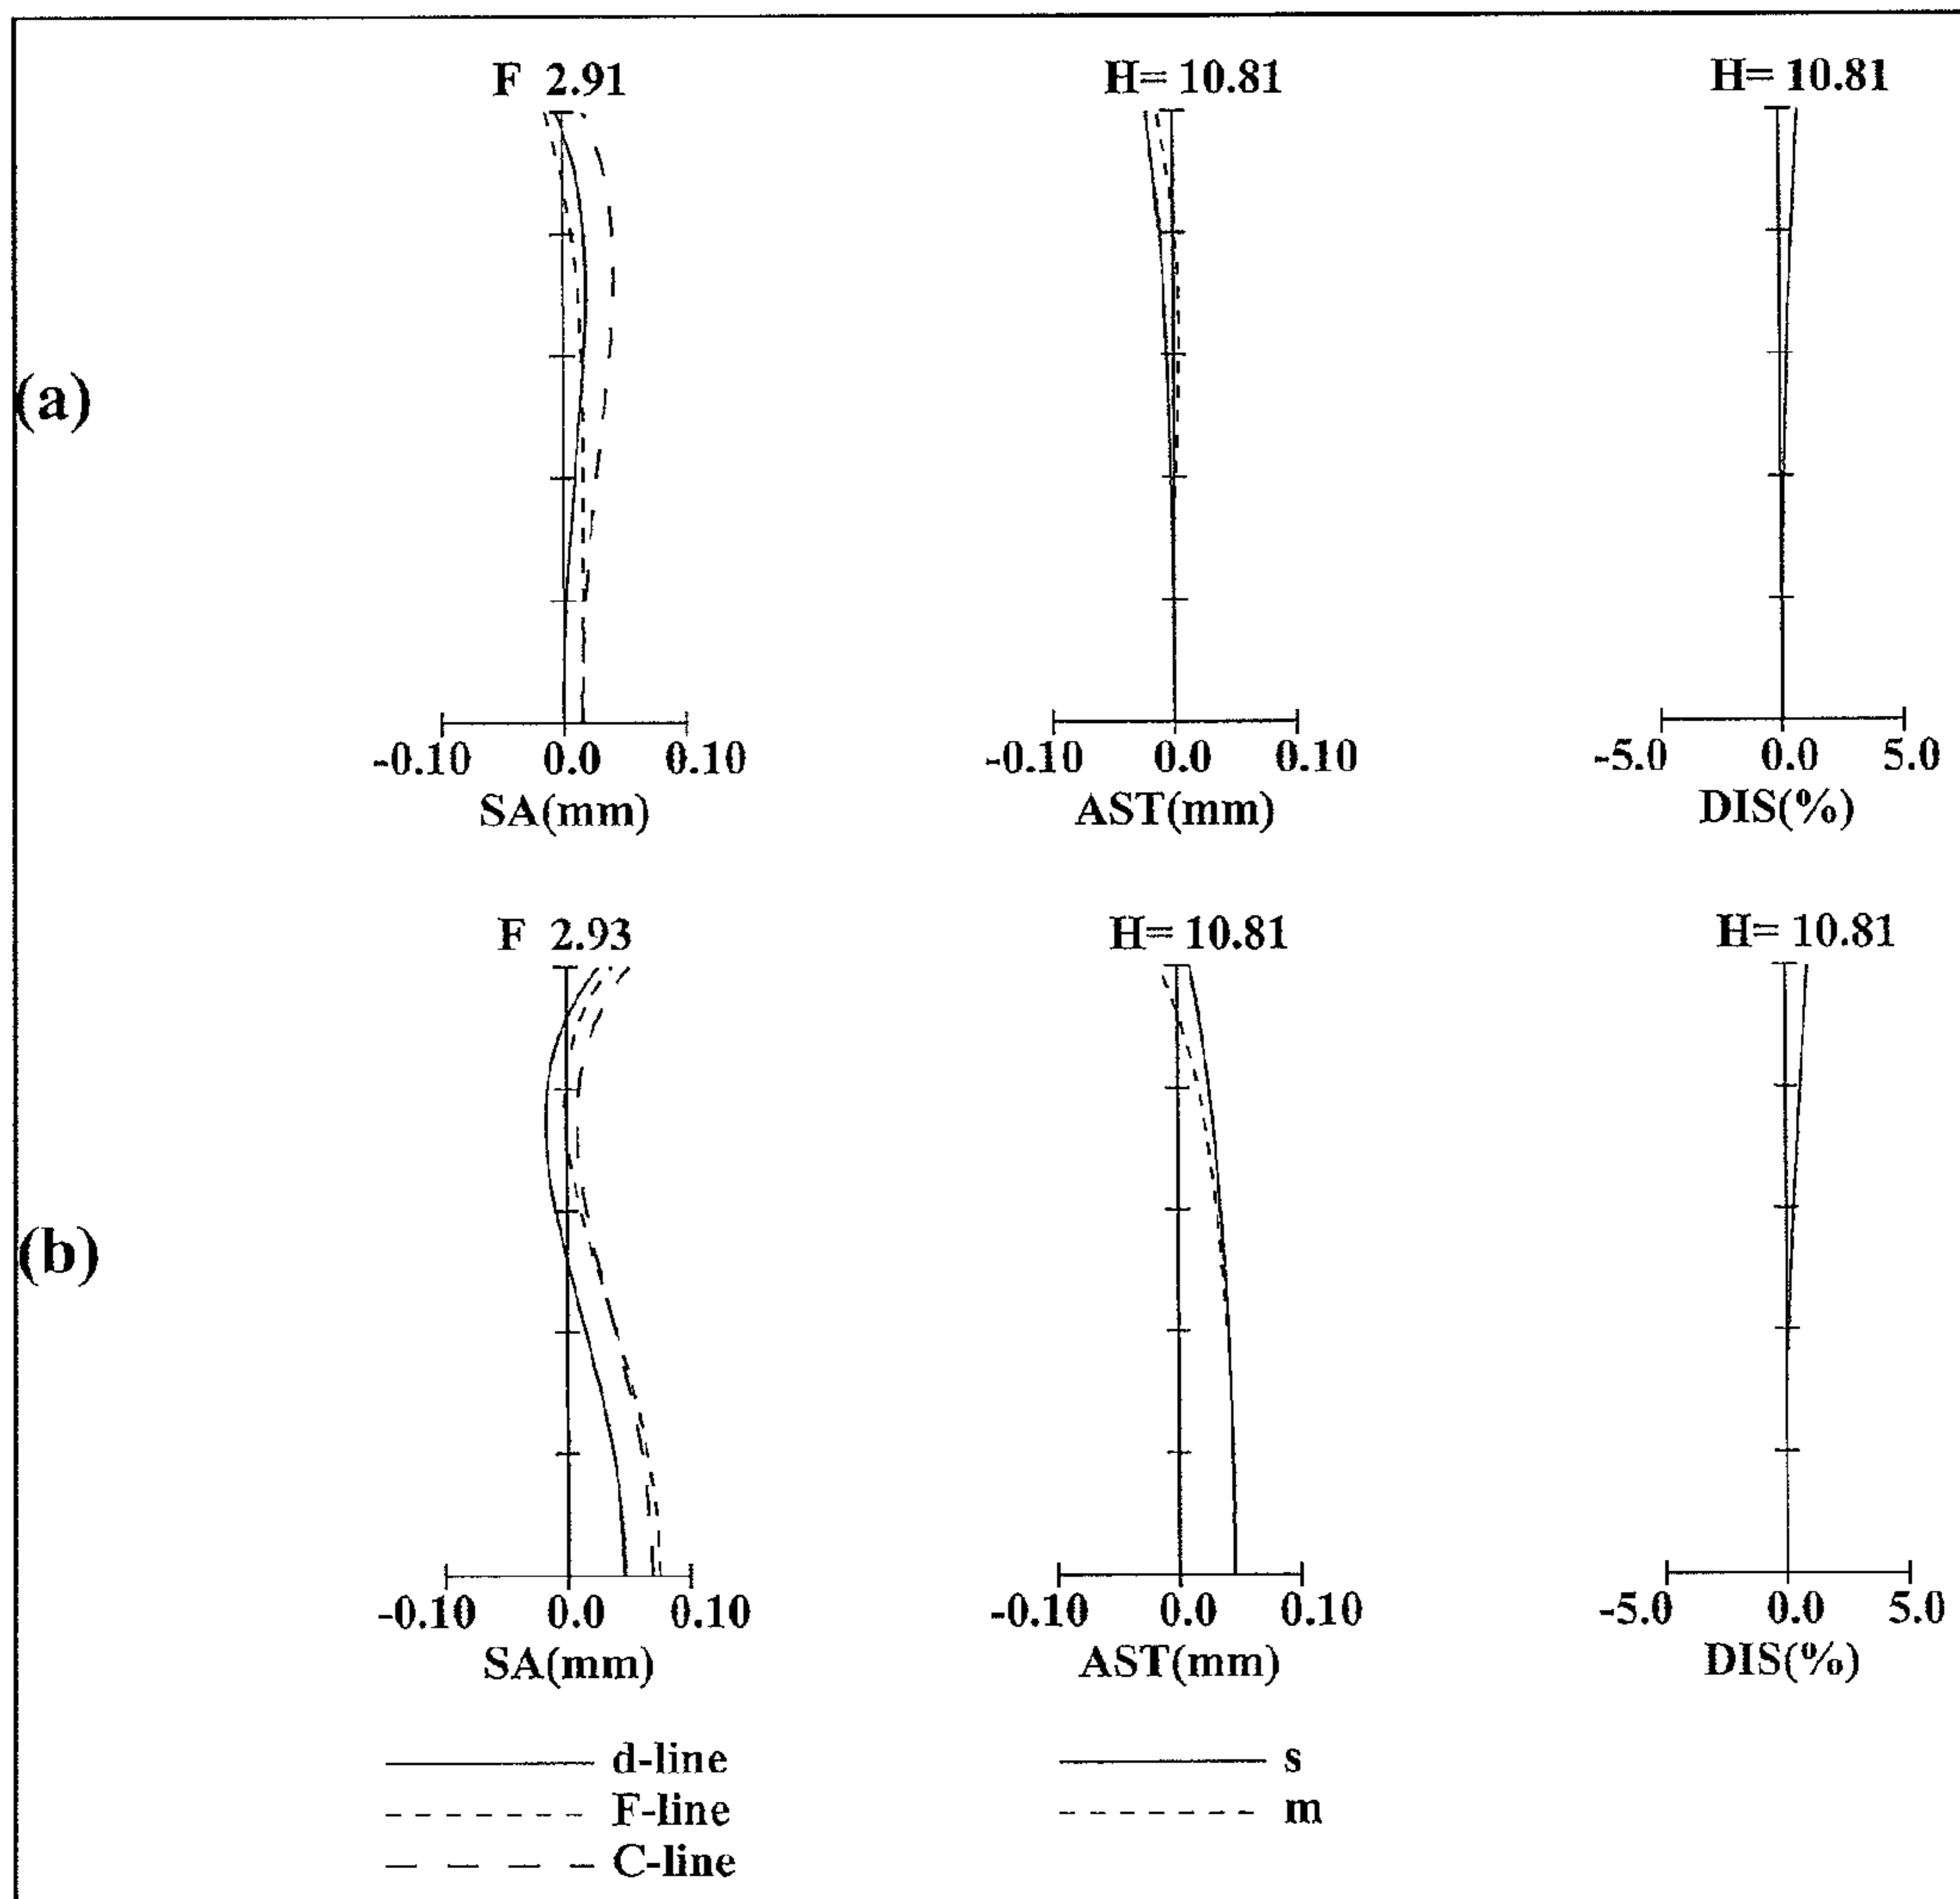 F 2.91
H= 10.81
H= 10.81
(a)
-0.10 0.0 0.10
SA(mm)
-0.10 0.0 0.10
AST(mm)
-5.0 0.0 5.0
DIS(%)
F 2.93
H= 10.81
H= 10.81
(b)
-0.10 0.0 0.10
SA(mm)
-0.10 0.0 0.10
AST(mm)
-5.0 0.0 5.0
DIS(%)
d-line
F-line
C-line
s
m